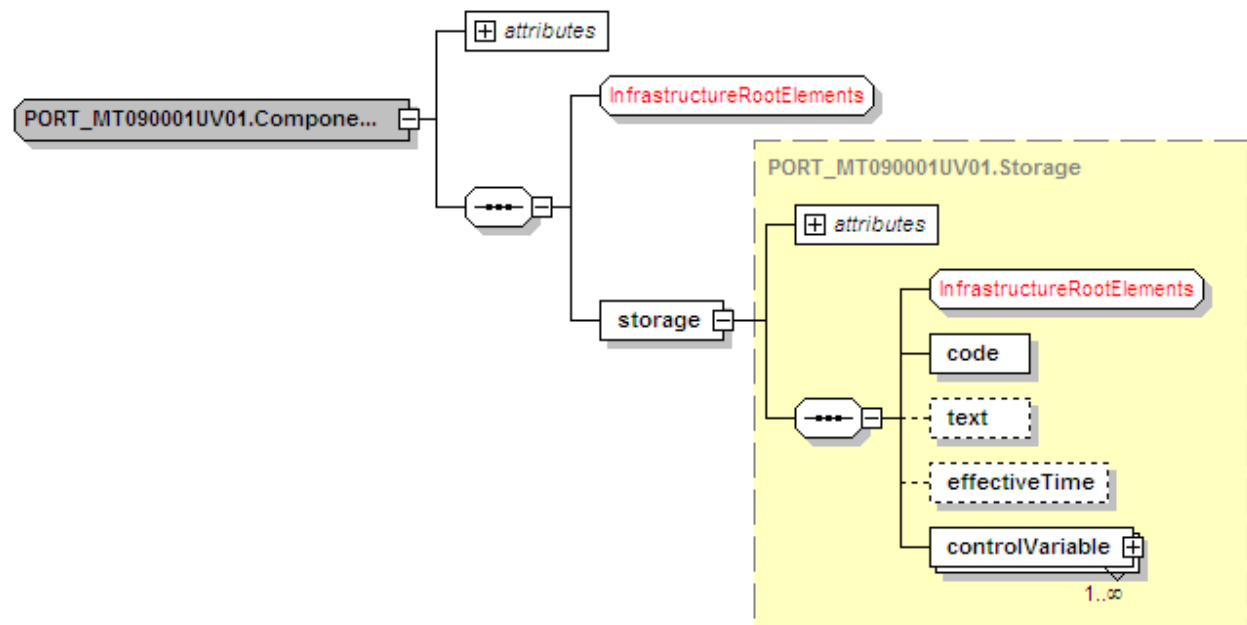 attributes
InfrastructureRootElements
PORT_MT090001UV01.Compone...
PORT_MT090001UV01.Storage
attributes
InfrastructureRootElements
storage
code
text
effectiveTime
controlVariable
1..∞